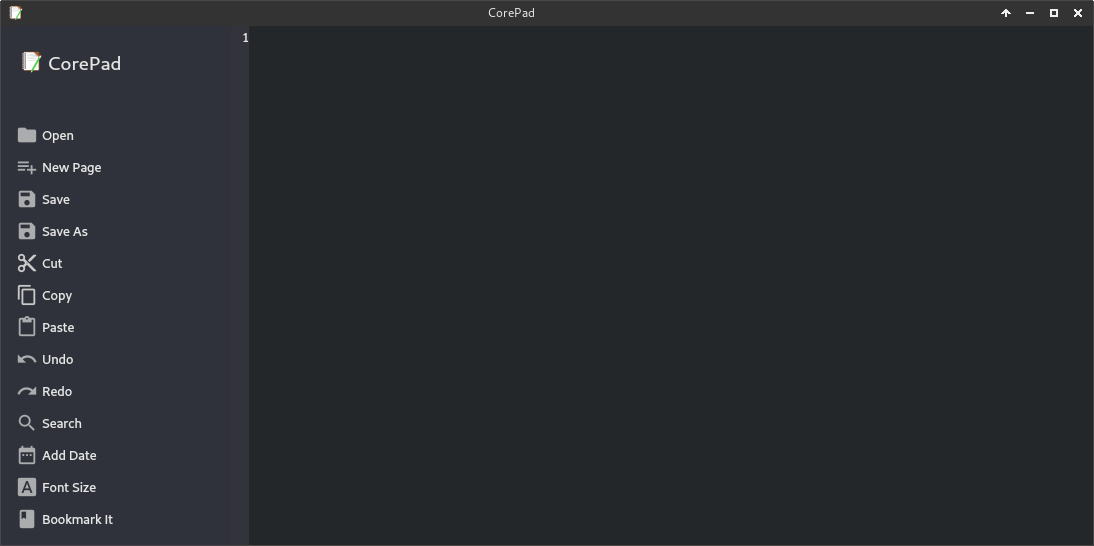 CorePad
1
CorePad
Open
New Page
Save
Save As
Cut
Copy
Paste
Undo
Redo
Search
Add Date
Font Size
Bookmark It